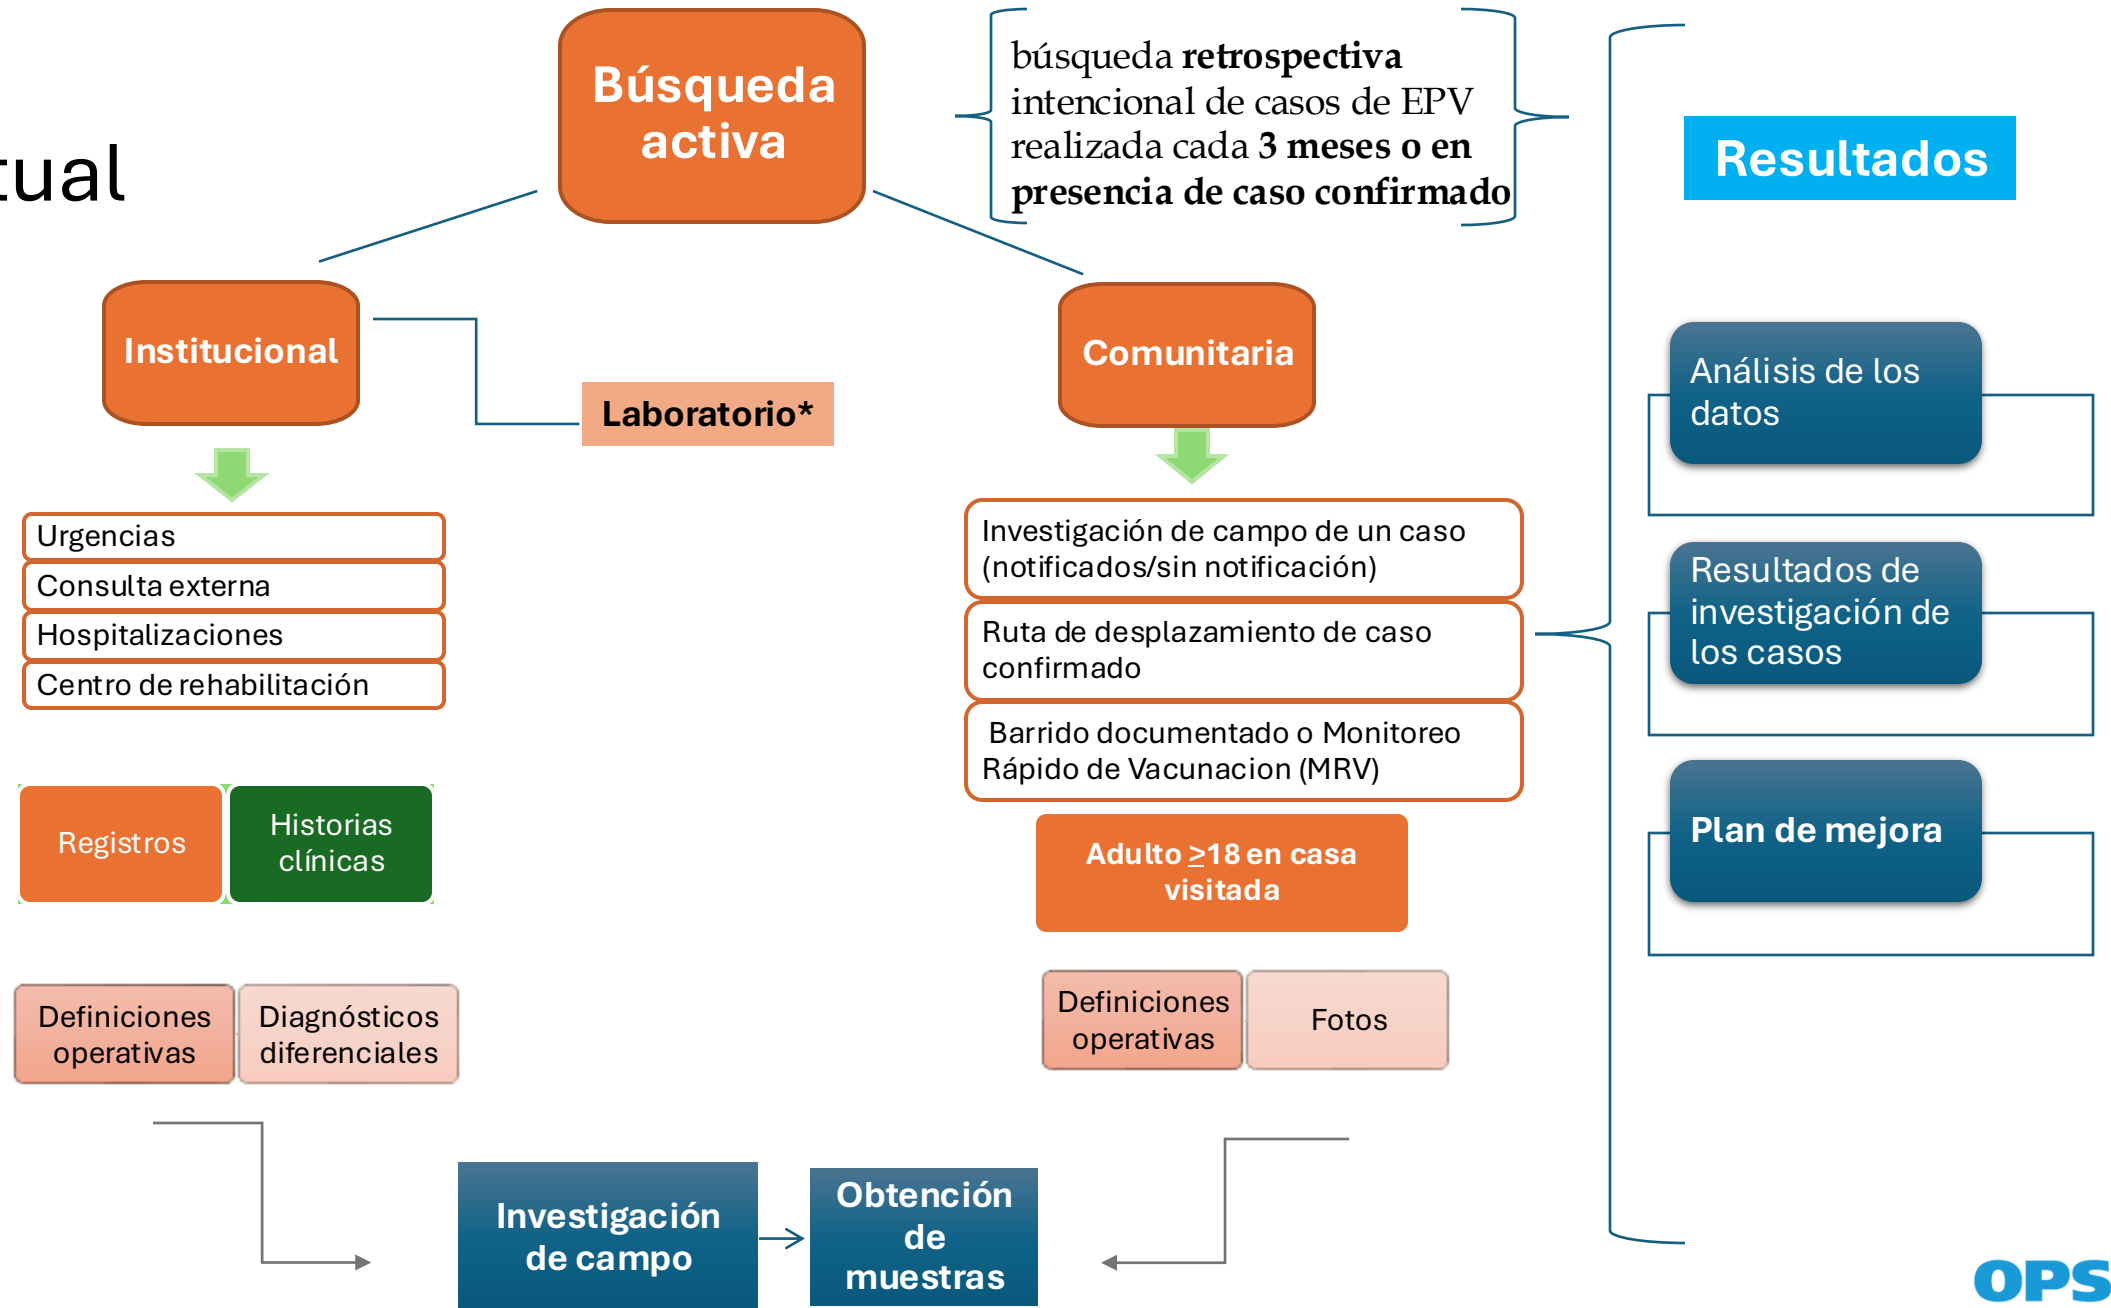 Búsqueda
activa
búsqueda retrospectiva
intencional de casos de EPV
realizada cada 3 meses o en
presencia de caso confirmado
Resultados
tual
Institucional
Laboratorio*
Comunitaria
Urgencias
Consulta externa
Hospitalizaciones
Centro de rehabilitación
Registros
Historias
clínicas
Definiciones
operativas
Diagnósticos
diferenciales
Investigación de campo de un caso
(notificados/sin notificación)
Ruta de desplazamiento de caso
confirmado
Barrido documentado o Monitoreo
Rápido de Vacunacion (MRV)
Adulto >18 en casa
visitada
Definiciones
operativas
Fotos
Investigación
de campo
Obtención
de
muestras
Análisis de los
datos
Resultados de
investigación de
los casos
Plan de mejora
OPS